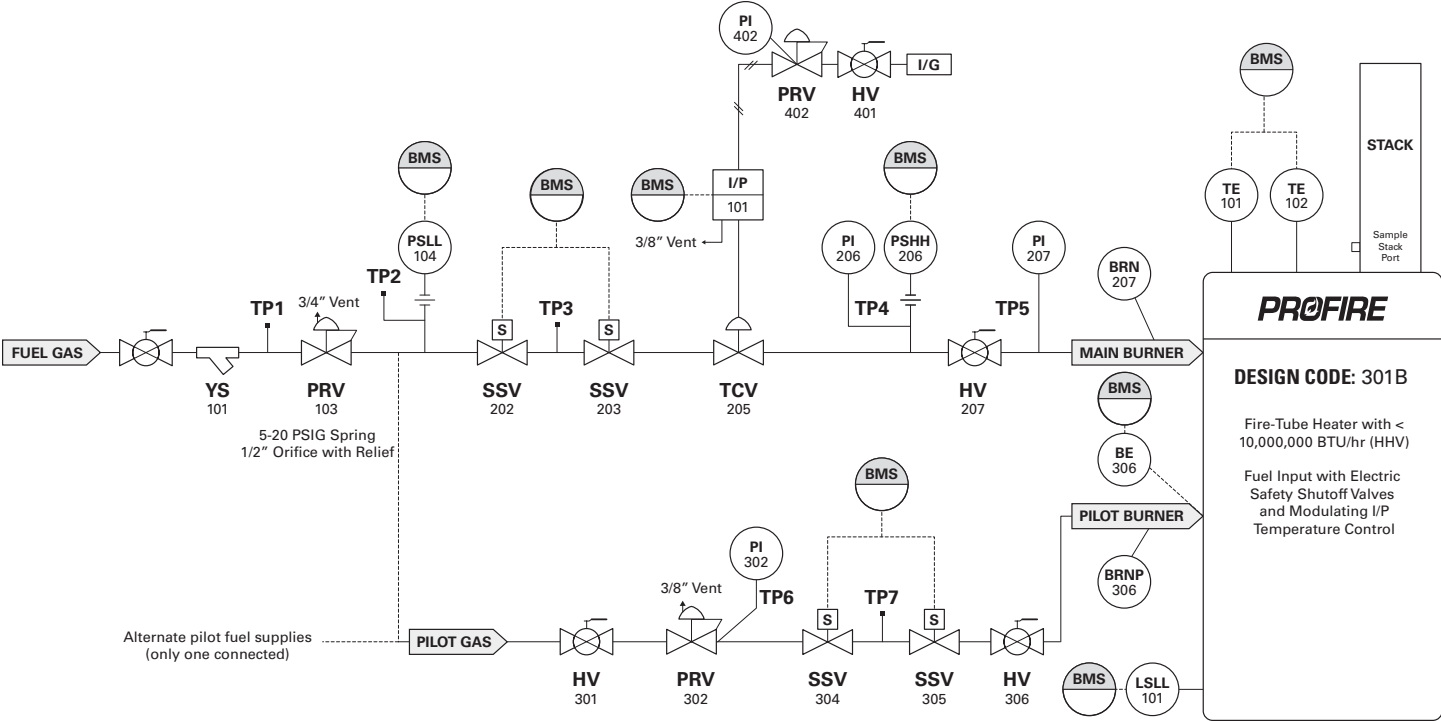 PI
402
I/G
PRV
402
HV
401
BMS
STACK
BMS
BMS
BMS
I/P
101
BMS
TE
101
TE
102
3/8" Vent
PSLL
104
PI
206
PSHH
206
PI
207
Sample
Stack
Port
BRN
207
TP2
3/4" Vent
TP1
TP3
TP4
TP5
PROFIRE
S
S
FUEL GAS
MAIN BURNER
YS
101
PRV
103
SSV
202
SSV
203
TCV
205
HV
207
DESIGN CODE: 301B
BMS
5-20 PSIG Spring
1/2" Orifice with Relief
Fire-Tube Heater with <
10,000,000 BTU/hr (HHV)
BE
306
Fuel Input with Electric
Safety Shutoff Valves
and Modulating I/P
Temperature Control
BMS
PILOT BURNER
PI
302
BRNP
306
3/8" Vent
TP6
TP7
S
S
Alternate pilot fuel supplies
(only one connected)
PILOT GAS
HV
301
PRV
302
SSV
304
SSV
305
HV
306
BMS
LSLL
101